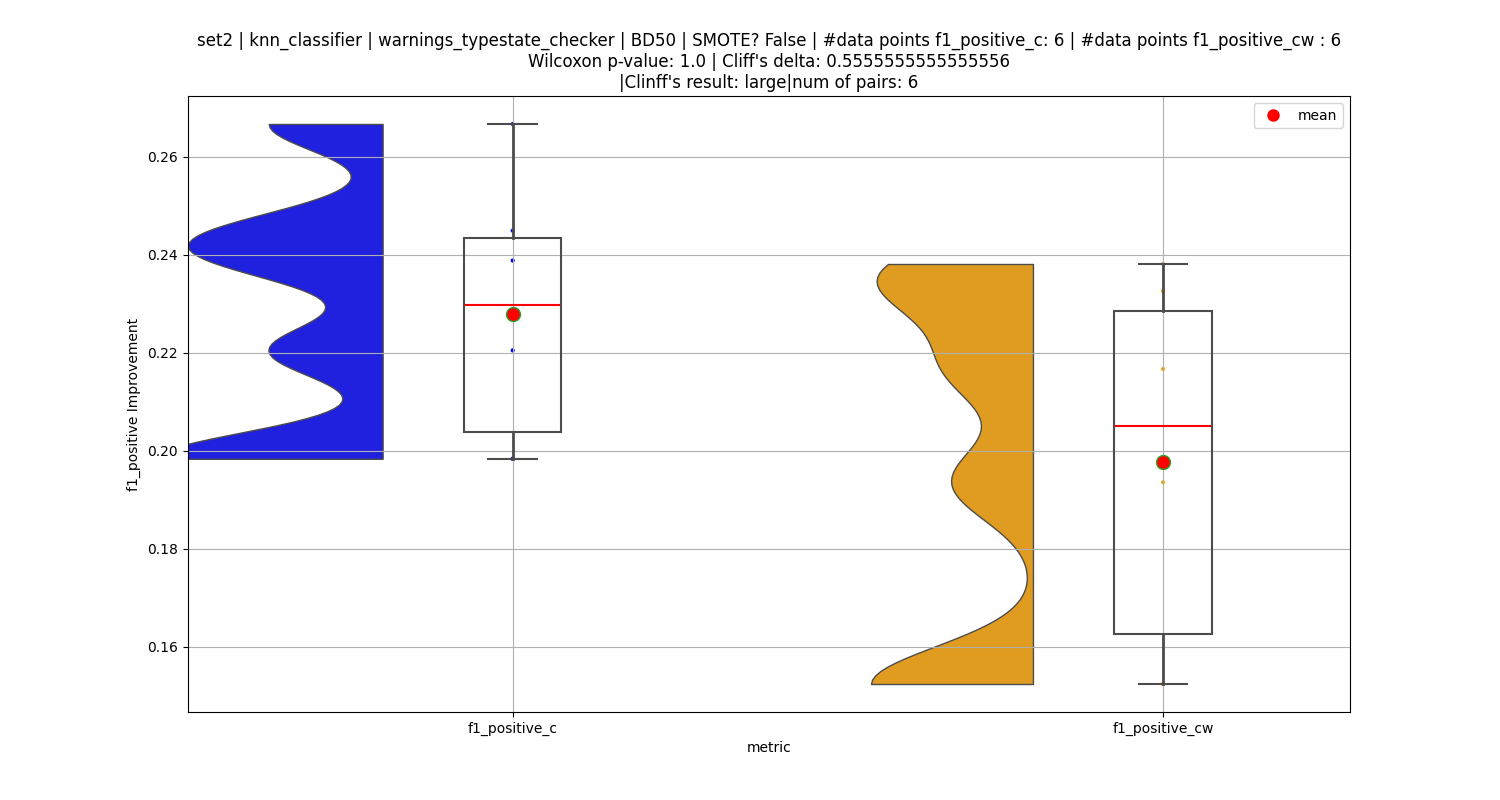 set2 | knn_classifier | warnings_typestate_checker | BD50 | SMOTE? False | #data points f1_positive_c: 6 | #data points f1_positive_cw : 6
Wilcoxon p-value: 1.0 | Cliff's delta: 0.5555555555555556
|Clinff's result: large|num of pairs: 6
mean
0.26
0.24
0.22
0.20
0.18
0.16
f1_positive Improvement
f1_positive_c
f1_positive_cw
metric